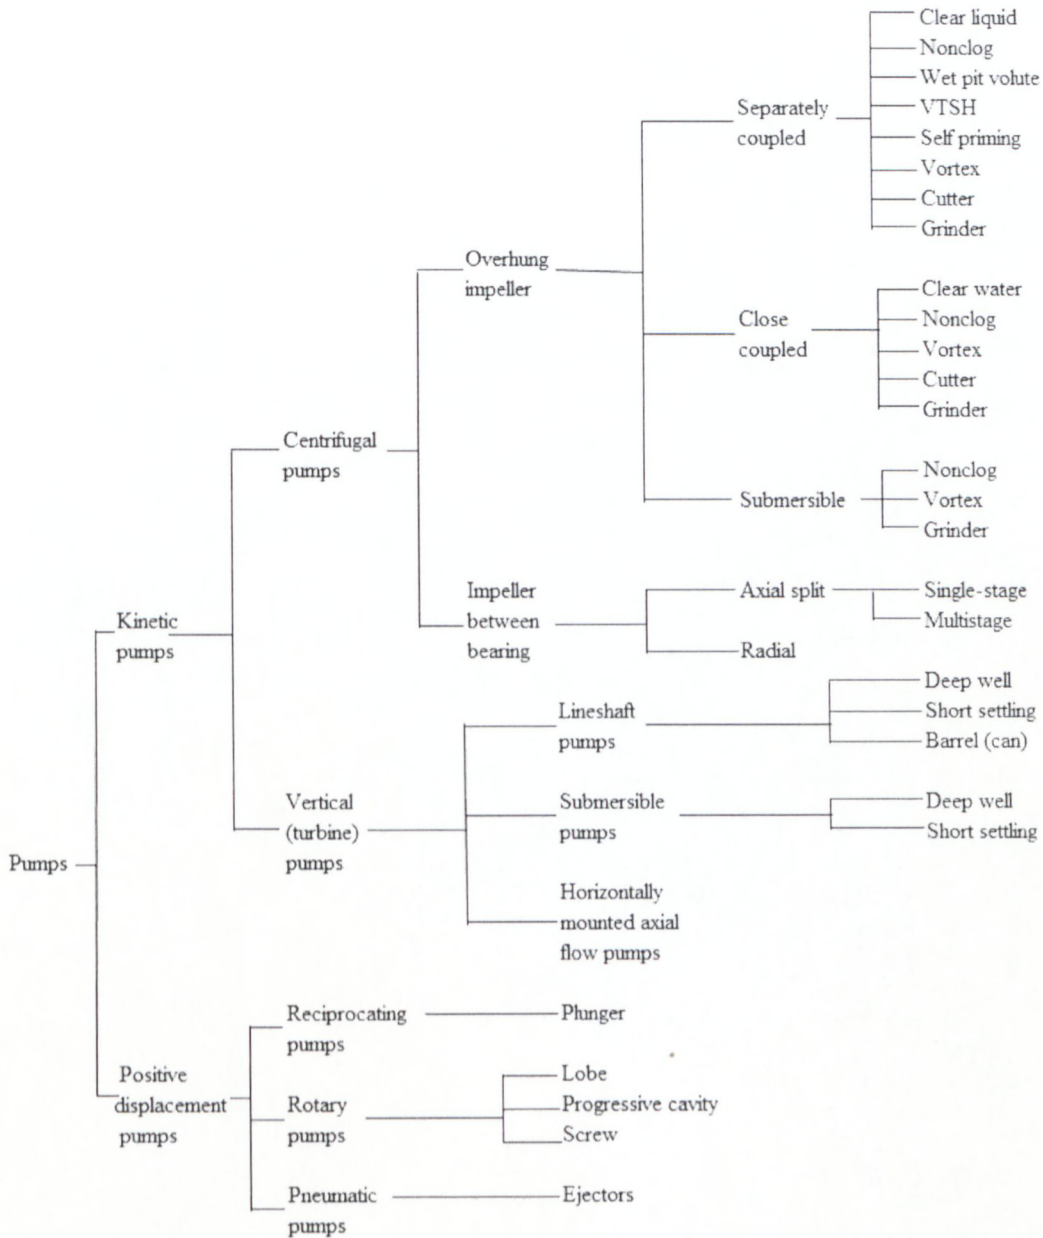 Clear liquid
Nonclog
Wet pit volute
VTSH
Self priming
Vortex
Cutter
Grinder
Separately
coupled
Overhung
impeller
Clear water
Nonclog
Vortex
Cutter
Grinder
Close
coupled
Centrifugal
pumps
Nonclog
Vortex
Grinder
Submersible
Impeller
between
bearing
Axial split
Single-stage
Multistage
Radial
Kinetic
pumps
Lineshaft
pumps
Deep well
Short settling
Barrel (can)
Vertical
(turbine)
pumps
Submersible
pumps
Deep well
Short settling
Pumps
Horizontally
mounted axial
flow pumps
Reciprocating
pumps
Plunger
Positive
displacement
pumps
Rotary
pumps
Lobe
Progressive cavity
Screw
Pneumatic
pumps
Ejectors